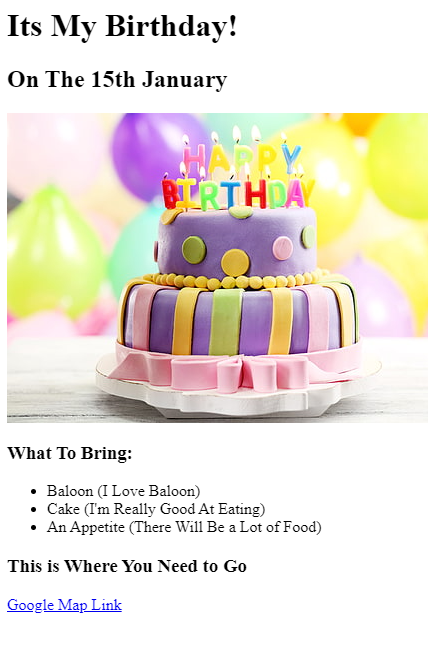 Its My Birthday!
On The 15th January
HAPPY
BIRTHDAY
What To Bring:
Baloon (I Love Baloon)
Cake (I'm Really Good At Eating)
An Appetite (There Will Be a Lot of Food)
This is Where You Need to Go
Google Map Link